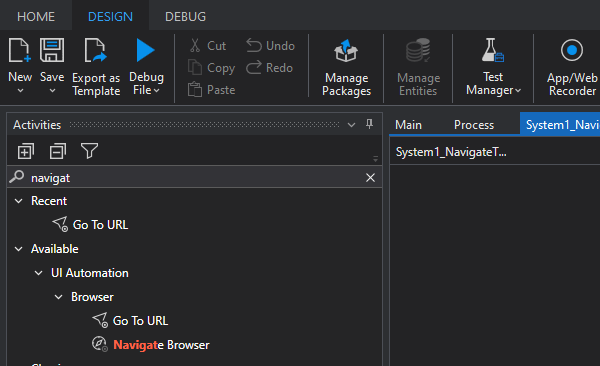 HOME DESIGN DEBUG
New Save Export as Template Debug File Cut Copy Paste Undo Redo Manage Packages Manage Entities Test Manager App/Web Recorder
Activities
Main Process System1_Navi
System1_NavigateT...
navigat
Recent
Go To URL
Available
UI Automation
Browser
Go To URL
Navigate Browser